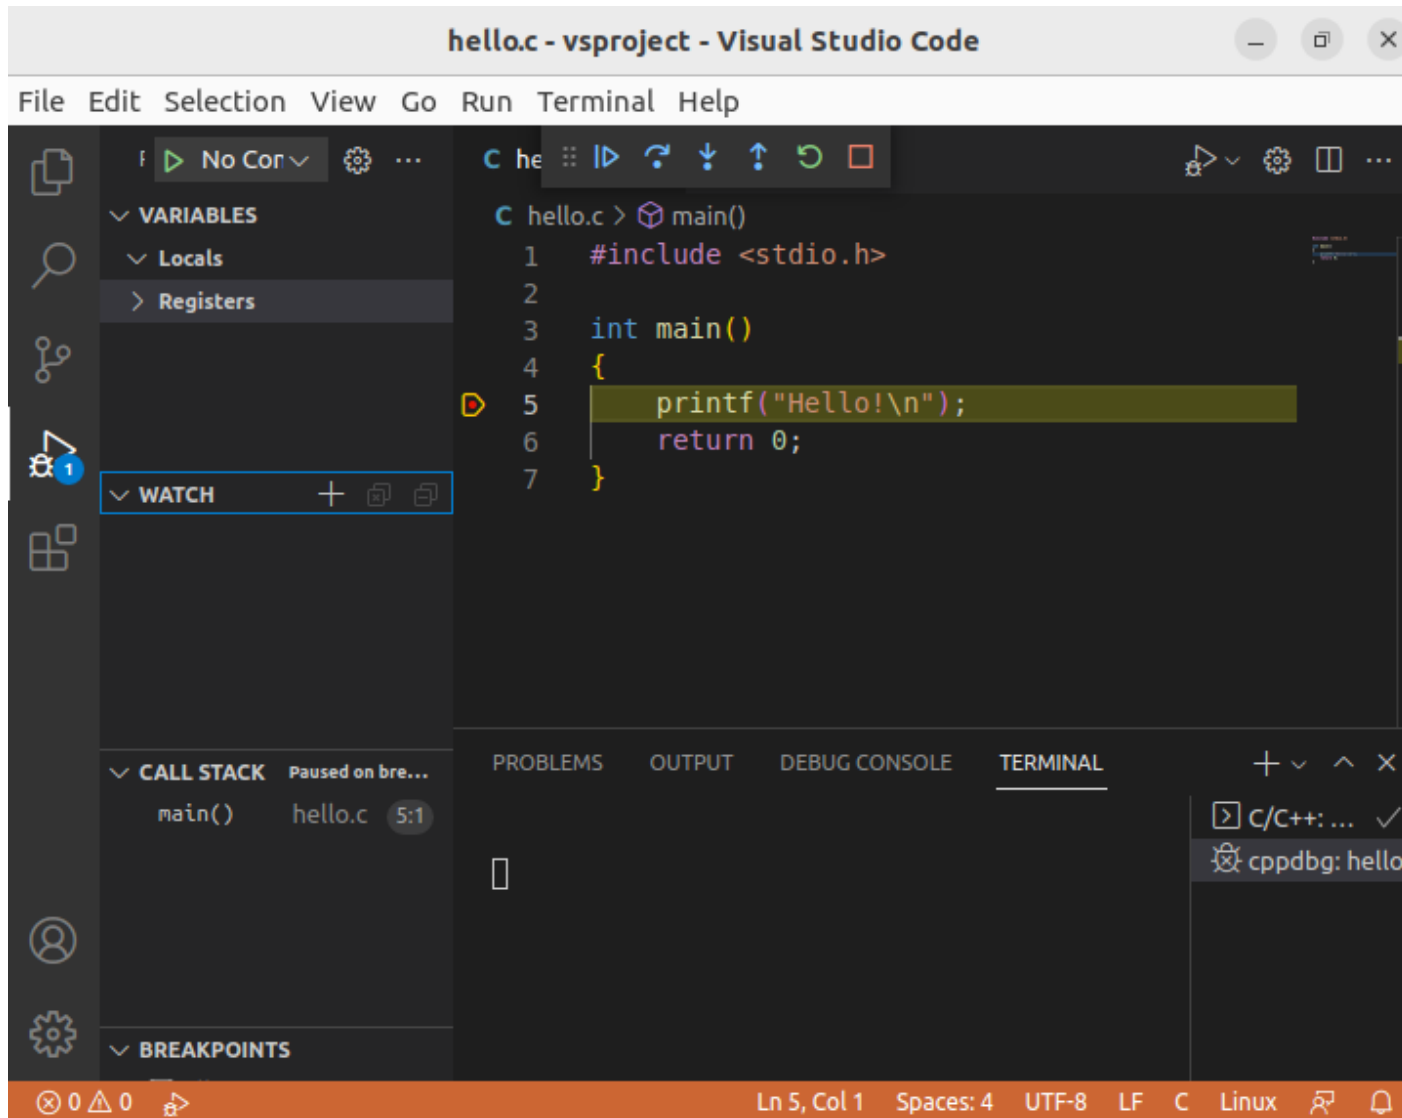 hello.c - vsproject - Visual Studio Code
File Edit Selection View Go Run Terminal Help
No Cor
C he
VARIABLES
Locals
Registers
C hello.c > main()
1 #include <stdio.h>
2
3 int main()
4 {
5 printf("Hello!\n");
6 return 0;
7 }
1
WATCH
CALL STACK Paused on bre...
main() hello.c 5:1
BREAKPOINTS
PROBLEMS OUTPUT DEBUG CONSOLE TERMINAL
C/C++: ...
cppdbg: hello
0 0 Ln 5, Col 1 Spaces: 4 UTF-8 LF C Linux